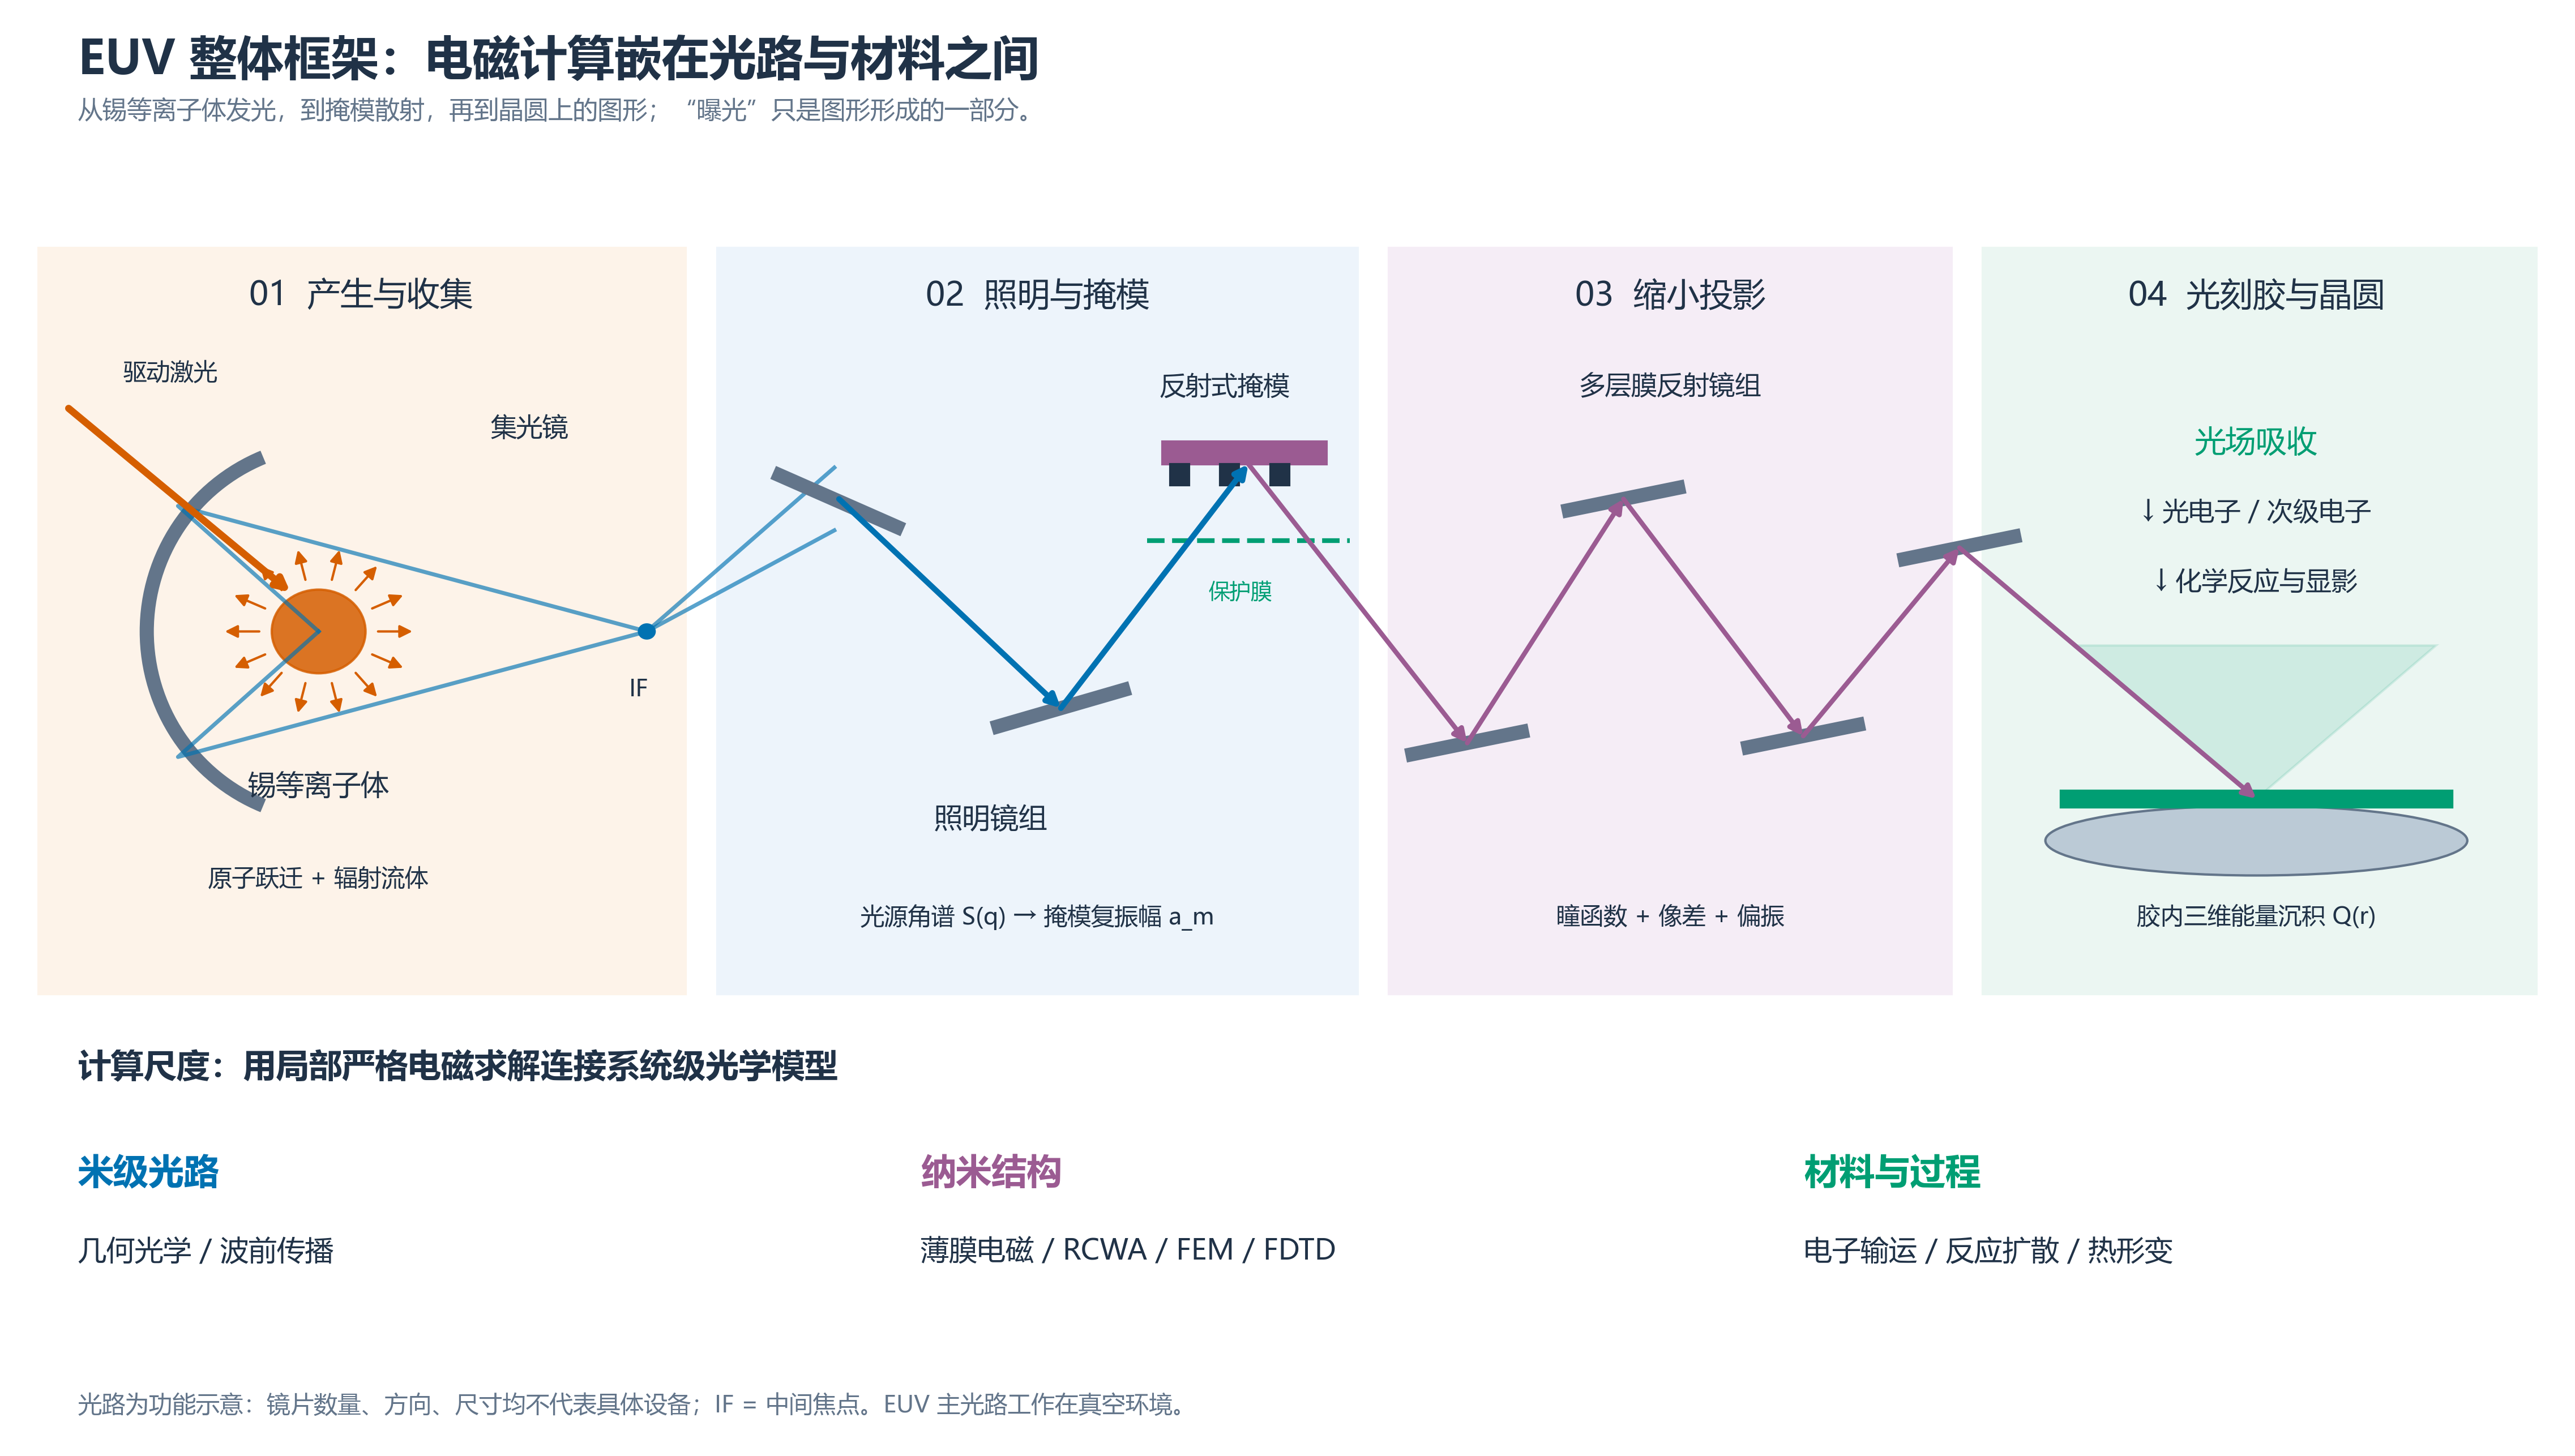 EUV 整体框架：电磁计算嵌在光路与材料之间
从锡等离子体发光，到掩模散射，再到晶圆上的图形；“曝光”只是图形形成的一部分。
01 产生与收集
驱动激光
集光镜
IF
锡等离子体
原子跃迁 + 辐射流体
02 照明与掩模
反射式掩模
保护膜
照明镜组
光源角谱 S(q) → 掩模复振幅 a_m
03 缩小投影
多层膜反射镜组
瞳函数 + 像差 + 偏振
04 光刻胶与晶圆
光场吸收
↓ 光电子 / 次级电子
↓ 化学反应与显影
胶内三维能量沉积 Q(r)
计算尺度：用局部严格电磁求解连接系统级光学模型
米级光路
几何光学 / 波前传播
纳米结构
薄膜电磁 / RCWA / FEM / FDTD
材料与过程
电子输运 / 反应扩散 / 热形变
光路为功能示意：镜片数量、方向、尺寸均不代表具体设备；IF = 中间焦点。EUV 主光路工作在真空环境。